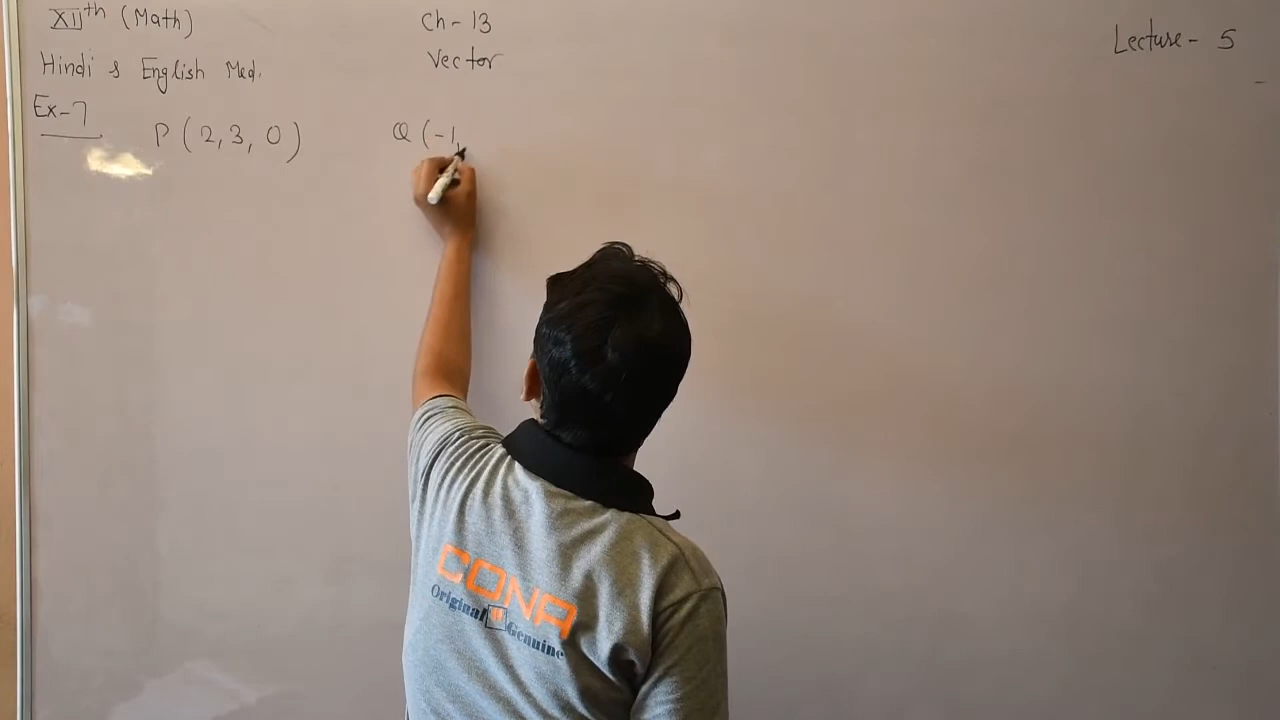 XIIth (Math)
Ch-13
Lecture-5
Hindi & English Med.
Vector
Ex-7
P(2,3,0)
Q(-1,
CONA
Original
Genuine